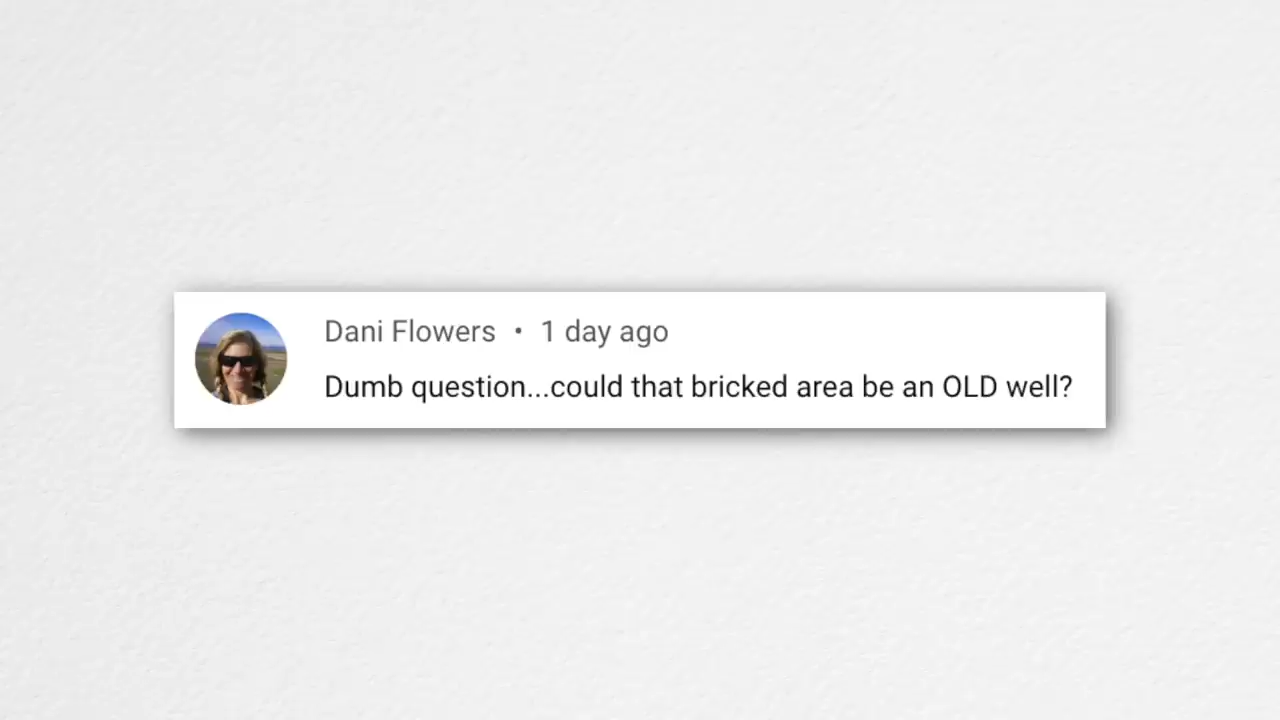 Dani Flowers • 1 day ago
Dumb question...could that bricked area be an OLD well?